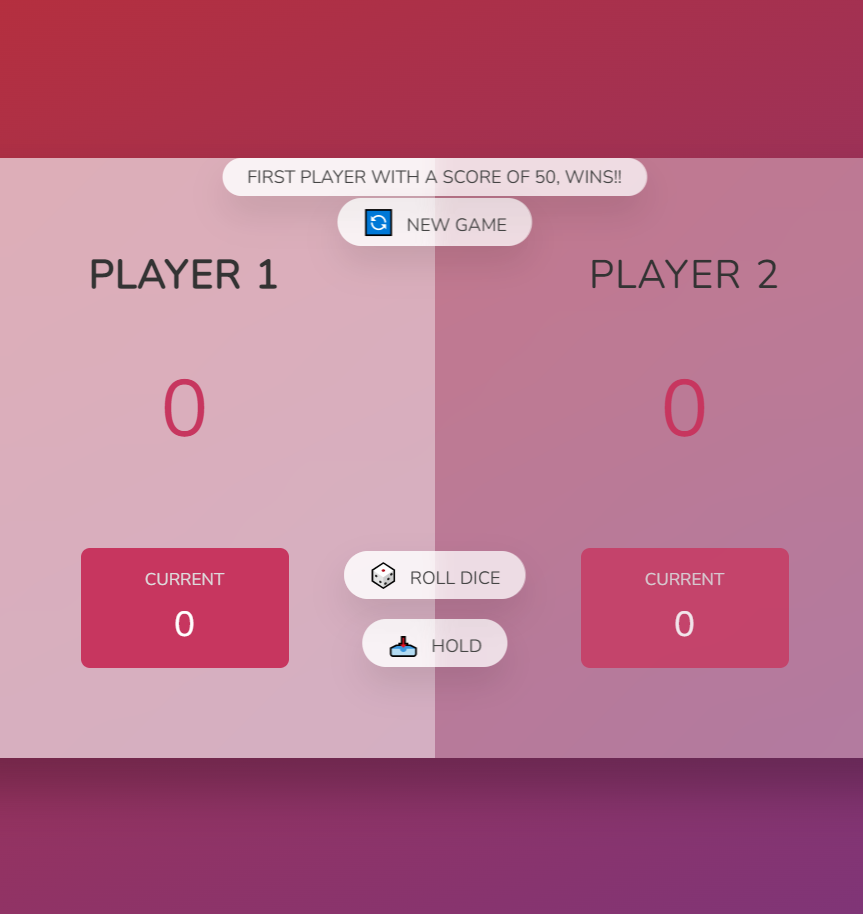 FIRST PLAYER WITH A SCORE OF 50, WINS!!
NEW GAME
PLAYER 1
PLAYER 2
0
0
CURRENT
0
CURRENT
0
ROLL DICE
HOLD